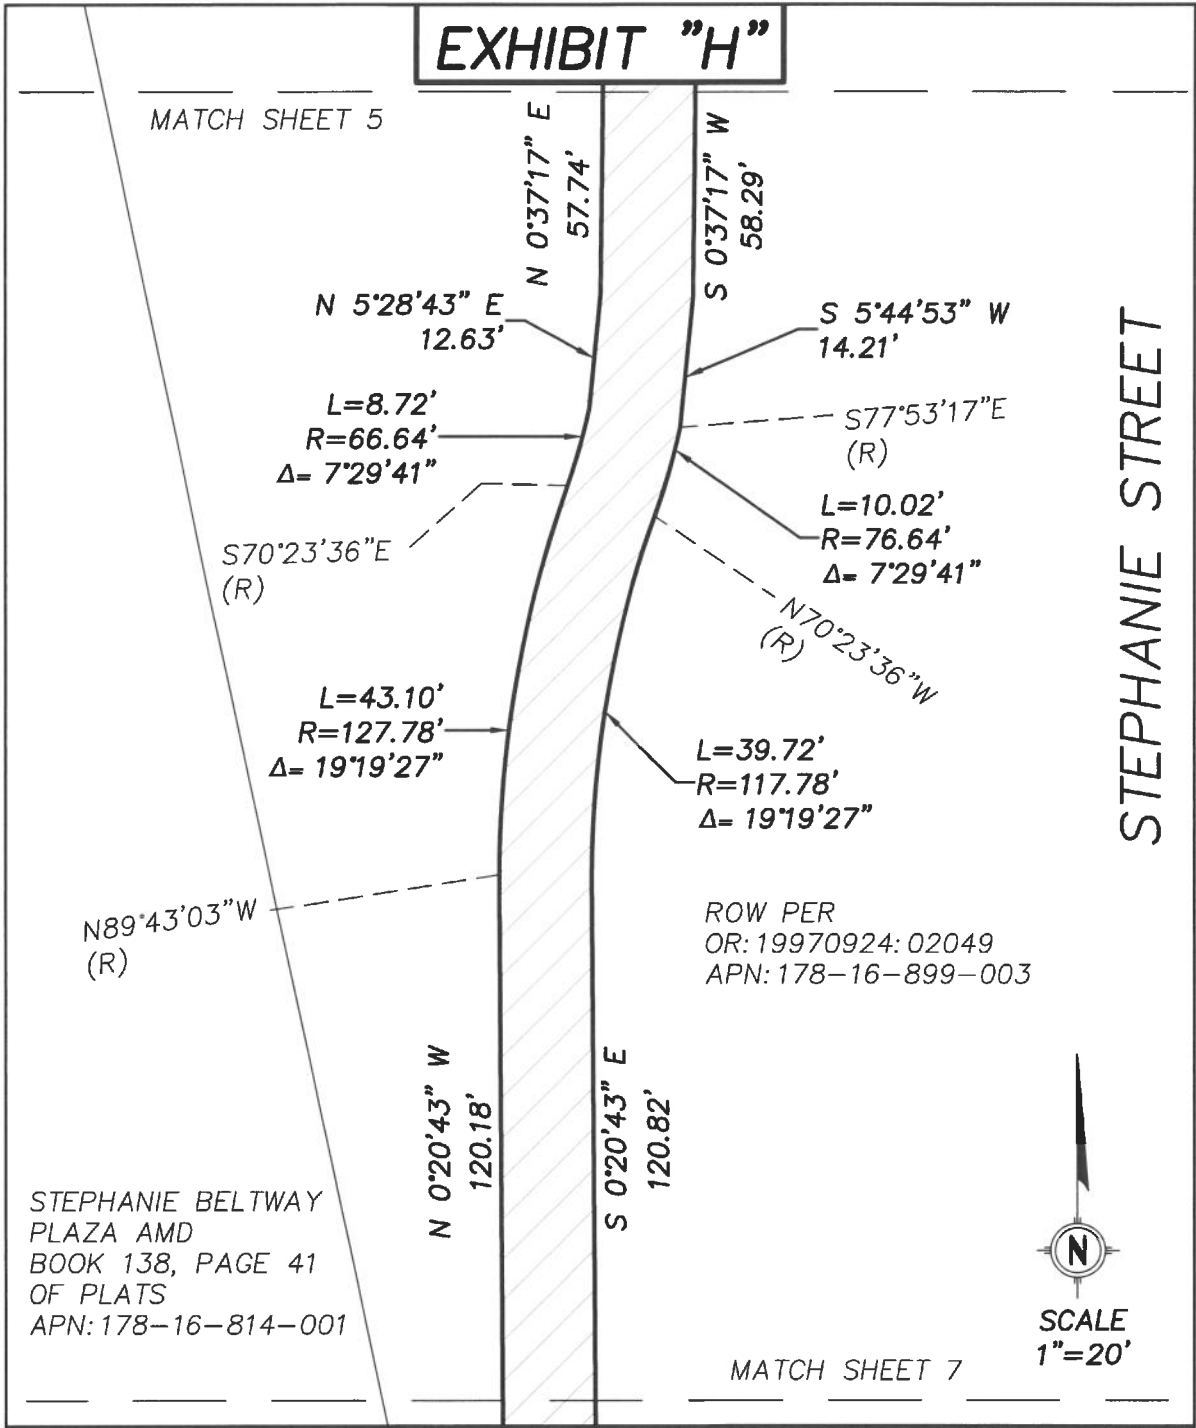 EXHIBIT "H"
MATCH SHEET 5
N 0°37'17" E
57.74'
S 0°37'17" W
58.29'
N 5°28'43" E
12.63'
S 5°44'53" W
14.21'
L=8.72'
R=66.64'
Δ= 7°29'41"
S77°53'17"E
(R)
L=10.02'
R=76.64'
Δ= 7°29'41"
S70°23'36"E
(R)
N70°23'36"W
(R)
STEPHANIE STREET
L=43.10'
R=127.78'
Δ= 19°19'27"
L=39.72'
R=117.78'
Δ= 19°19'27"
N89°43'03"W
(R)
ROW PER
OR: 19970924: 02049
APN: 178-16-899-003
N 0°20'43" W
120.18'
S 0°20'43" E
120.82'
STEPHANIE BELTWAY
PLAZA AMD
BOOK 138, PAGE 41
OF PLATS
APN: 178-16-814-001
N
SCALE
1"=20'
MATCH SHEET 7